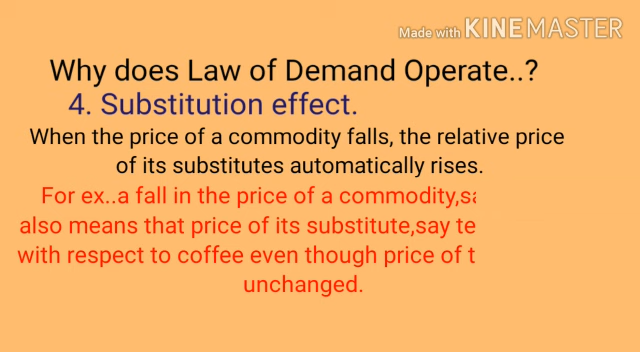 Made with KINEMASTER
Why does Law of Demand Operate..?
4. Substitution effect.
When the price of a commodity falls, the relative price
of its substitutes automatically rises.
For ex..a fall in the price of a commodity,
also means that price of its substitute,say
with respect to coffee even though price of
unchanged.